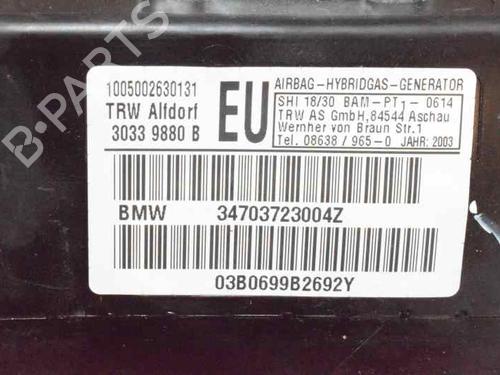 1005002630131
TRW Alfdorf
3033 9880 B
EU
AIRBAG-HYBRIDGAS-GENERATOR
SHI 18/30 BAM-PT1-0614
TRW AS GmbH,84544 Aschau
Wernher von Braun Str.1
Tel. 08638/965-0 JAHR: 2003
BMW 34703723004Z
03B0699B2692Y